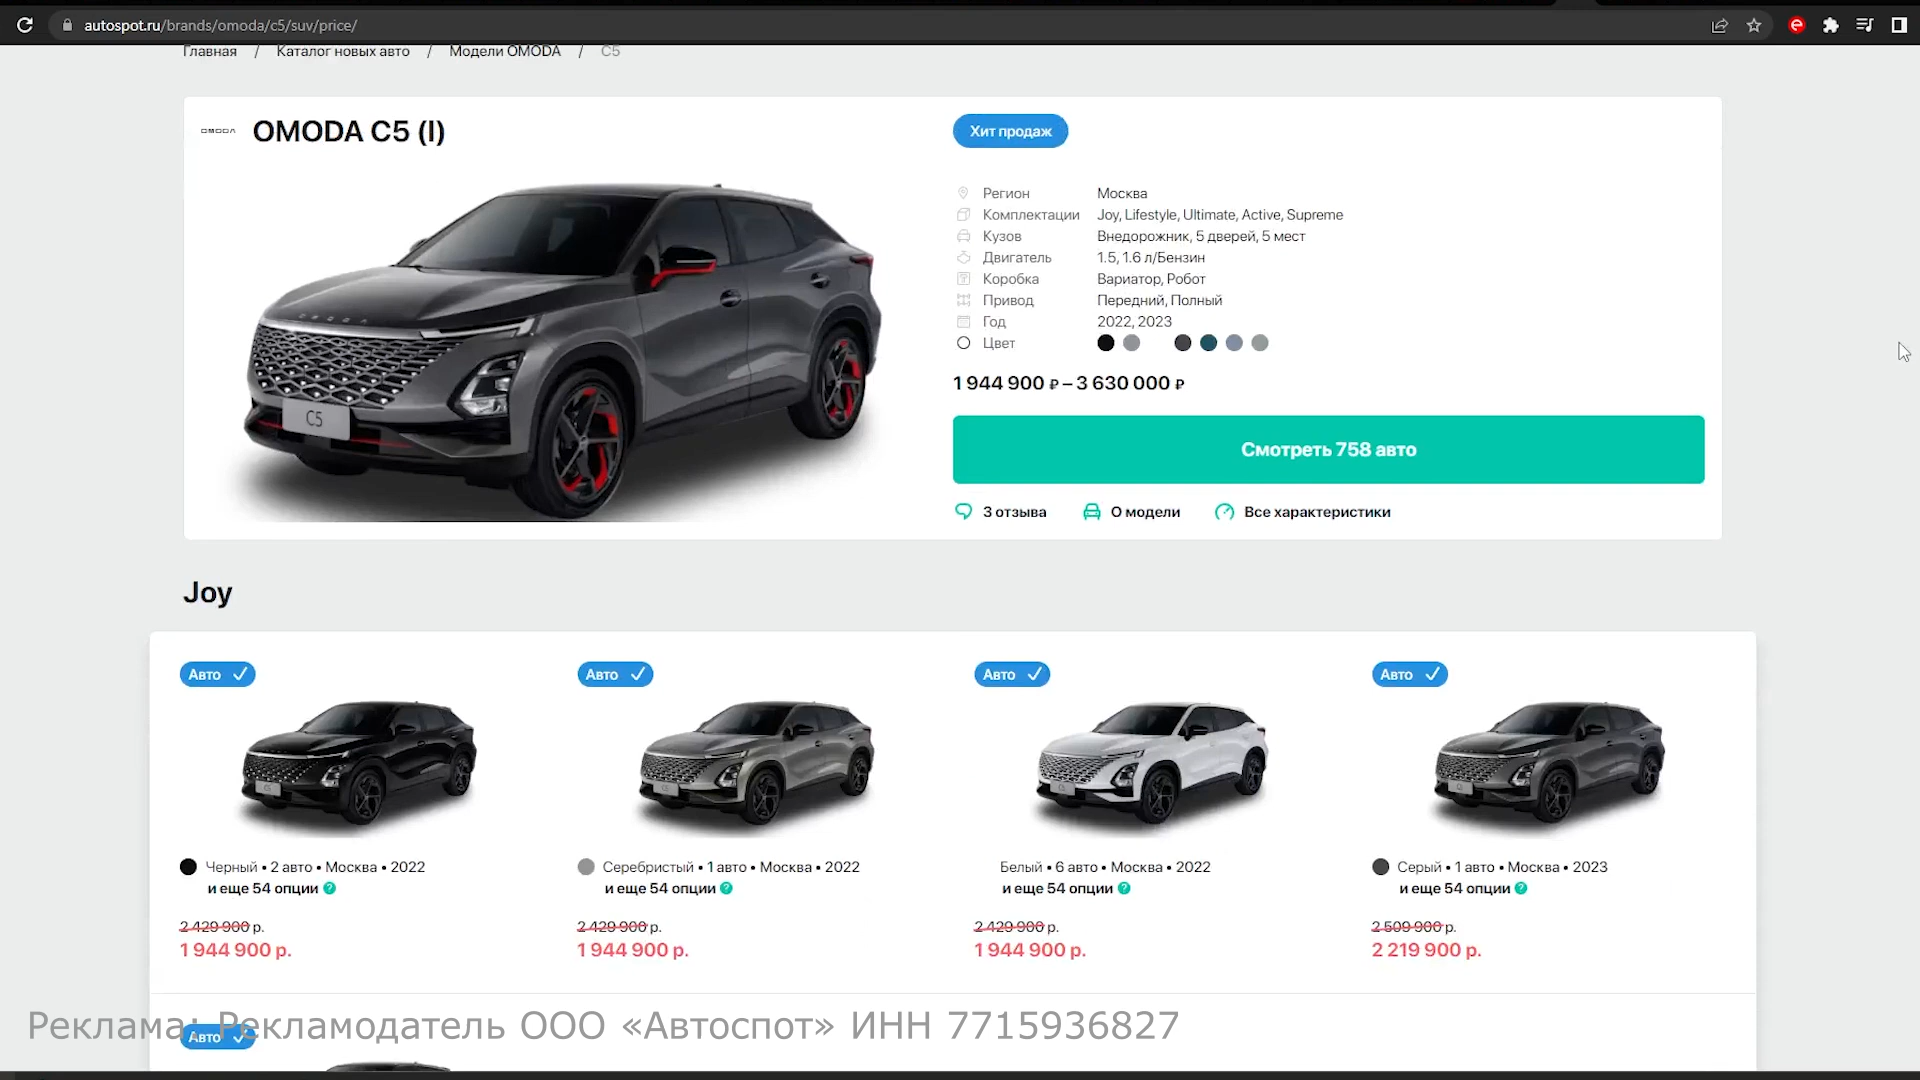 autospot.ru/brands/omoda/c5/suv/price/
Главная / Каталог новых авто / Модели OMODA / C5
OMODA OMODA C5 (I)
Хит продаж
Регион Москва
Комплектации Joy, Lifestyle, Ultimate, Active, Supreme
Кузов Внедорожник, 5 дверей, 5 мест
Двигатель 1.5, 1.6 л/Бензин
Коробка Вариатор, Робот
Привод Передний, Полный
Год 2022, 2023
Цвет
1 944 900 ₽ – 3 630 000 ₽
Смотреть 758 авто
3 отзыва О модели Все характеристики
OMODA
C5
Joy
Авто Авто Авто Авто
Черный • 2 авто • Москва • 2022
и еще 54 опции ?
2 429 900 р.
1 944 900 р.
Серебристый • 1 авто • Москва • 2022
и еще 54 опции ?
2 429 900 р.
1 944 900 р.
Белый • 6 авто • Москва • 2022
и еще 54 опции ?
2 429 900 р.
1 944 900 р.
Серый • 1 авто • Москва • 2023
и еще 54 опции ?
2 509 900 р.
2 219 900 р.
Авто
Реклама: Рекламодатель ООО «Автоспот» ИНН 7715936827